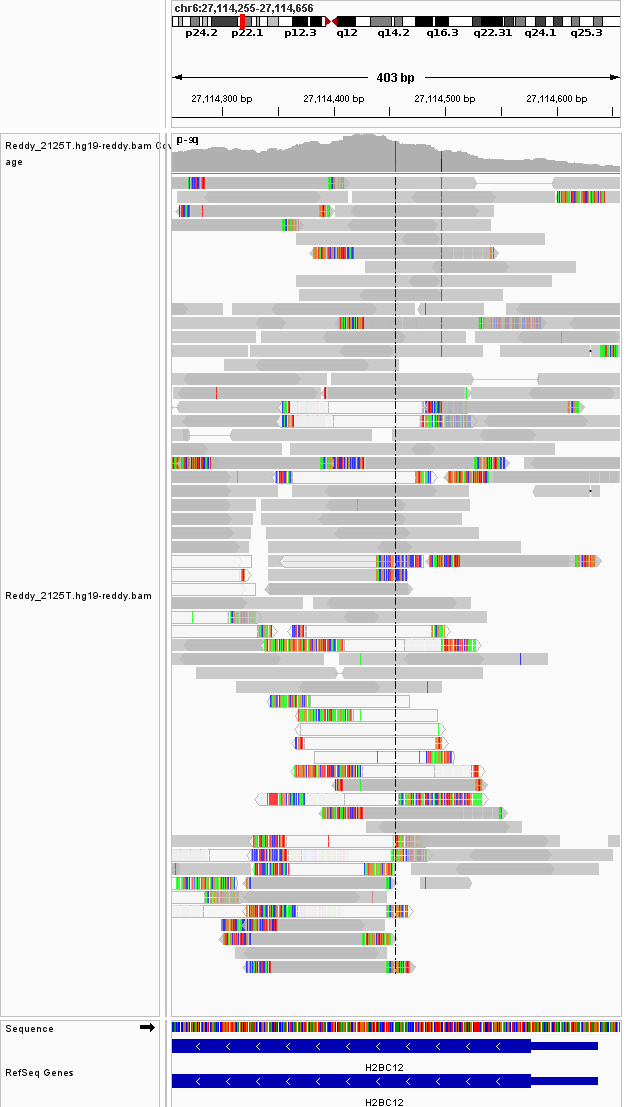 chr6:27,114,255-27,114,656
p24.2 p22.1 p12.3 q12 q14.2 q16.3 q22.31 q24.1 q25.3
403 bp
27,114,300 bp 27,114,400 bp 27,114,500 bp 27,114,600 bp
Reddy_2125T.hg19-reddy.bam Cov
age
Reddy_2125T.hg19-reddy.bam
Sequence
RefSeq Genes
H2BC12
H2BC12